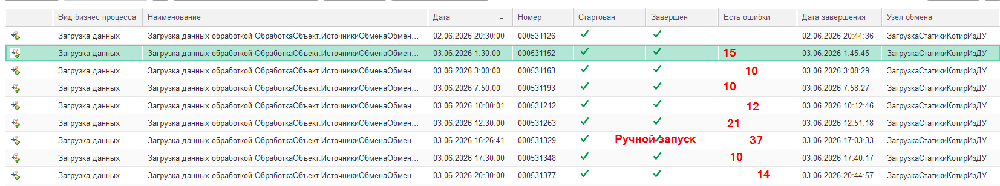 Вид бизнес процесса Наименование Дата ↓ Номер Стартован Завершен Есть ошибки Дата завершения Узел обмена
Загрузка данных Загрузка данных обработкой ОбработкаОбъект.ИсточникиОбменаОбмен... 02.06.2026 20:30:00 000531126 ✓ ✓ 02.06.2026 20:44:36 ЗагрузкаСтатикиКотирИзДУ
Загрузка данных Загрузка данных обработкой ОбработкаОбъект.ИсточникиОбменаОбмен... 03.06.2026 1:30:00 000531152 ✓ ✓ 15 03.06.2026 1:45:45 ЗагрузкаСтатикиКотирИзДУ
Загрузка данных Загрузка данных обработкой ОбработкаОбъект.ИсточникиОбменаОбмен... 03.06.2026 3:00:00 000531163 ✓ ✓ 10 03.06.2026 3:08:29 ЗагрузкаСтатикиКотирИзДУ
Загрузка данных Загрузка данных обработкой ОбработкаОбъект.ИсточникиОбменаОбмен... 03.06.2026 7:50:00 000531193 ✓ ✓ 10 03.06.2026 7:58:27 ЗагрузкаСтатикиКотирИзДУ
Загрузка данных Загрузка данных обработкой ОбработкаОбъект.ИсточникиОбменаОбмен... 03.06.2026 10:00:01 000531212 ✓ ✓ 12 03.06.2026 10:12:46 ЗагрузкаСтатикиКотирИзДУ
Загрузка данных Загрузка данных обработкой ОбработкаОбъект.ИсточникиОбменаОбмен... 03.06.2026 12:30:00 000531263 ✓ ✓ 21 03.06.2026 12:51:18 ЗагрузкаСтатикиКотирИзДУ
Загрузка данных Загрузка данных обработкой ОбработкаОбъект.ИсточникиОбменаОбмен... 03.06.2026 16:26:41 000531329 ✓ Ручной запуск ✓ 37 03.06.2026 17:03:33 ЗагрузкаСтатикиКотирИзДУ
Загрузка данных Загрузка данных обработкой ОбработкаОбъект.ИсточникиОбменаОбмен... 03.06.2026 17:30:00 000531348 ✓ ✓ 10 03.06.2026 17:40:17 ЗагрузкаСтатикиКотирИзДУ
Загрузка данных Загрузка данных обработкой ОбработкаОбъект.ИсточникиОбменаОбмен... 03.06.2026 20:30:00 000531377 ✓ ✓ 14 03.06.2026 20:44:57 ЗагрузкаСтатикиКотирИзДУ